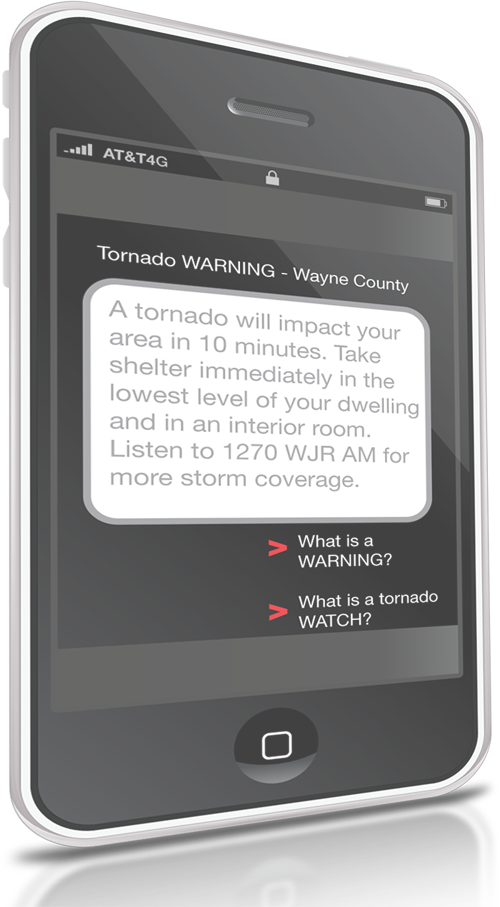 AT&T4G
Tornado WARNING - Wayne County
A tornado will impact your
area in 10 minutes. Take
shelter immediately in the
lowest level of your dwelling
and in an interior room.
Listen to 1270 WJR AM for
more storm coverage.
> What is a
WARNING?
> What is a tornado
WATCH?